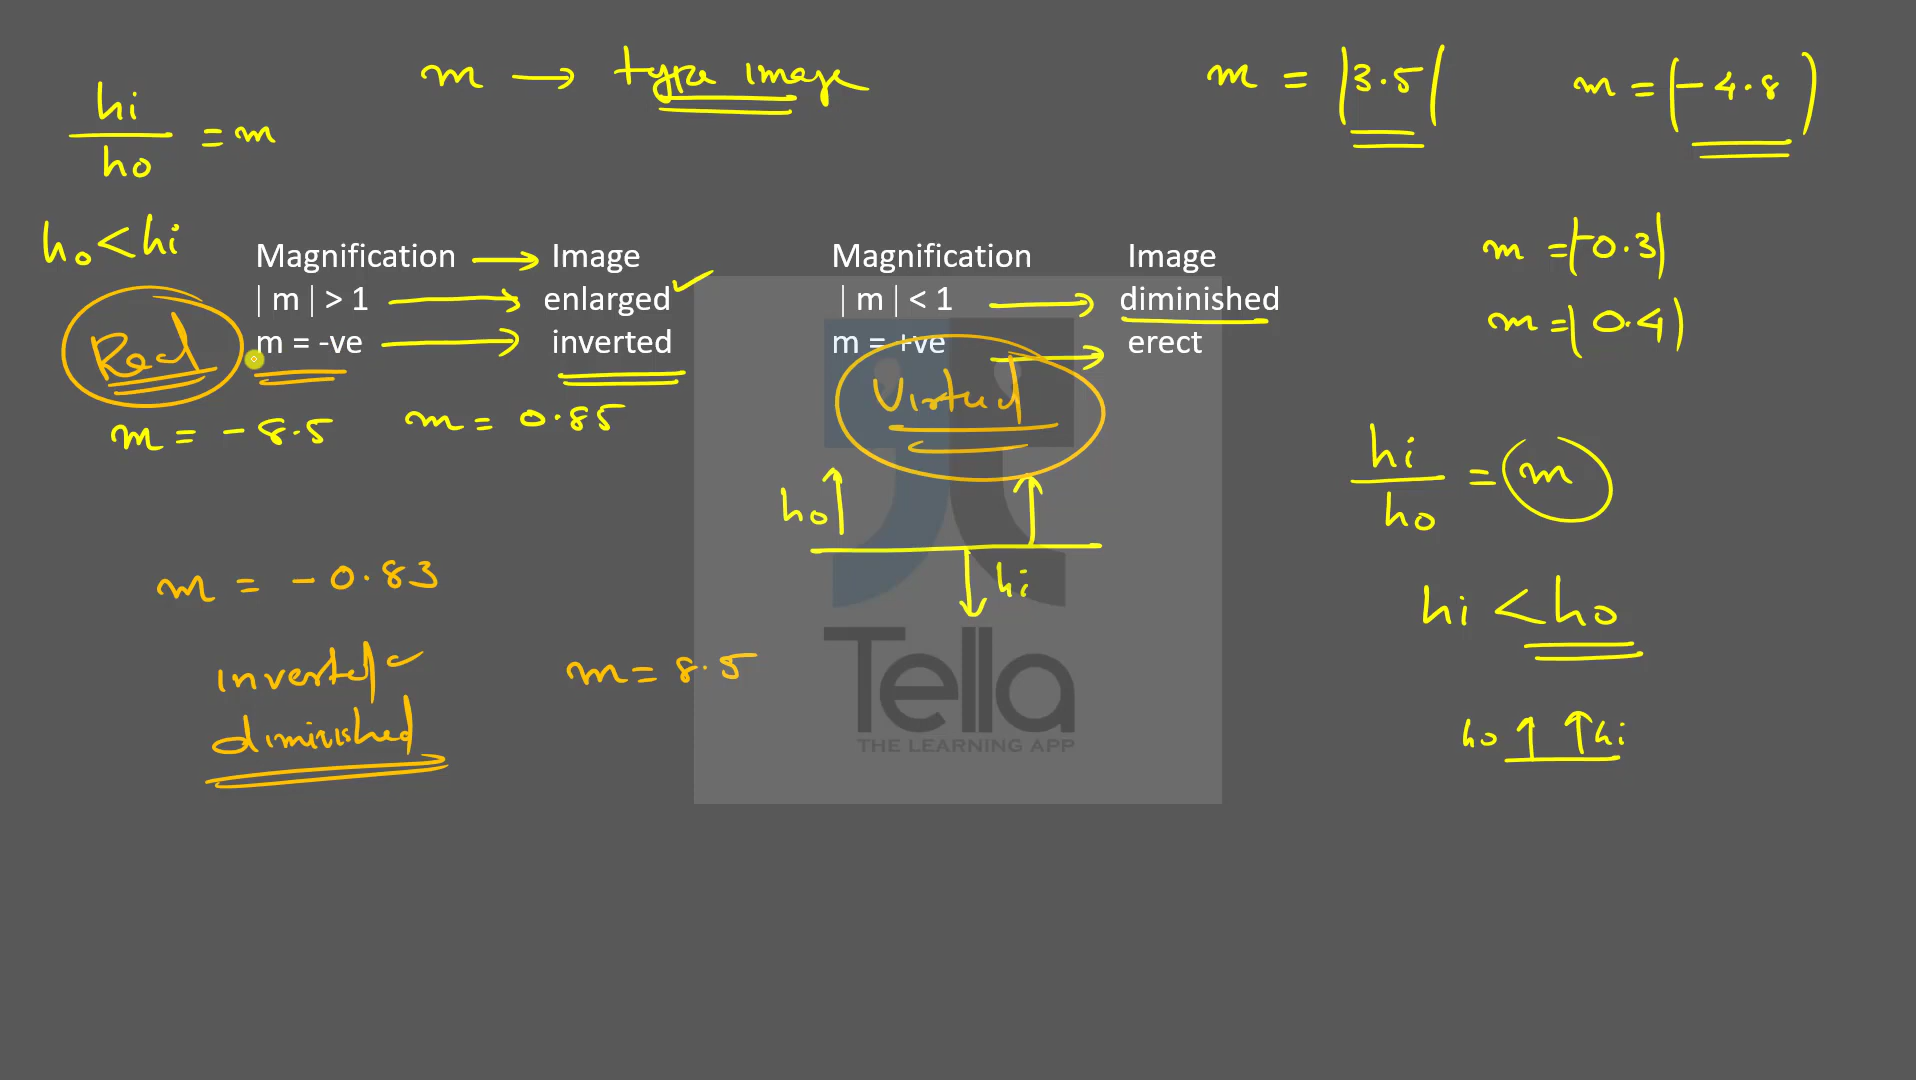 m → type image
m = |3.5|
m = |-4.8|
hi
ho
= m
ho < hi
Magnification → Image
| m | > 1 → enlarged ✓
m = -ve → inverted
Real
m = -8.5
m = 0.85
Magnification Image
| m | < 1 → diminished
m = +ve → erect
Virtual
m = |-0.3|
m = |0.4|
hi
ho
= m
hi < ho
ho ↑ ↑ hi
ho
hi
m = -0.83
inverted ✓
diminished
m = 8.5
Tella
THE LEARNING APP